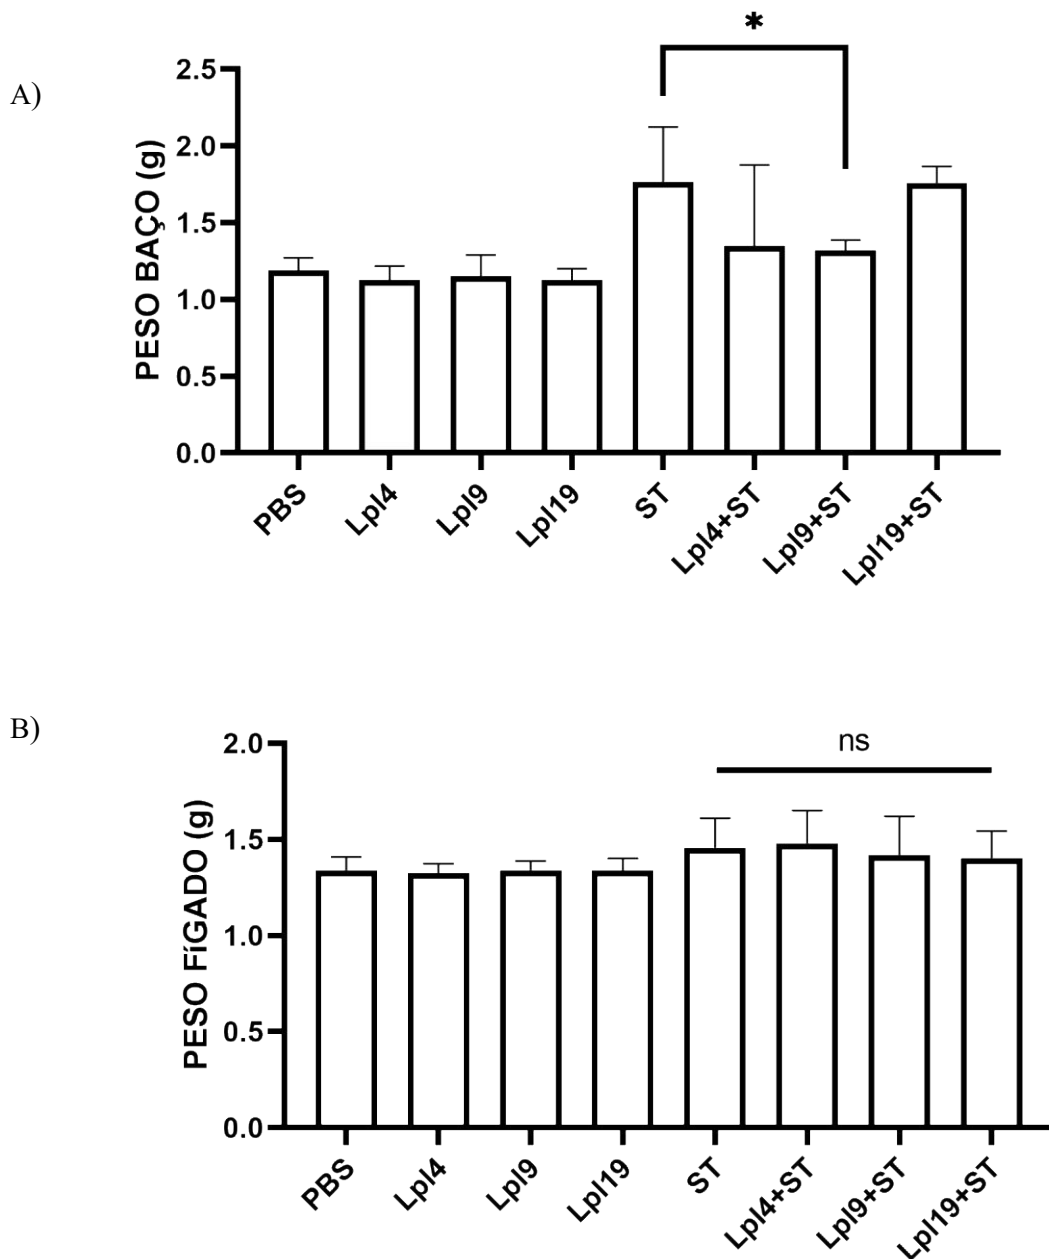 A)
*
PESO BAÇO (g)
2.5
2.0
1.5
1.0
0.5
0.0
PBS
Lpl4
Lpl9
Lpl19
ST
Lpl4+ST
Lpl9+ST
Lpl19+ST
B)
ns
PESO FíGADO (g)
2.0
1.5
1.0
0.5
0.0
PBS
Lpl4
Lpl9
Lpl19
ST
Lpl4+ST
Lpl9+ST
Lpl19+ST